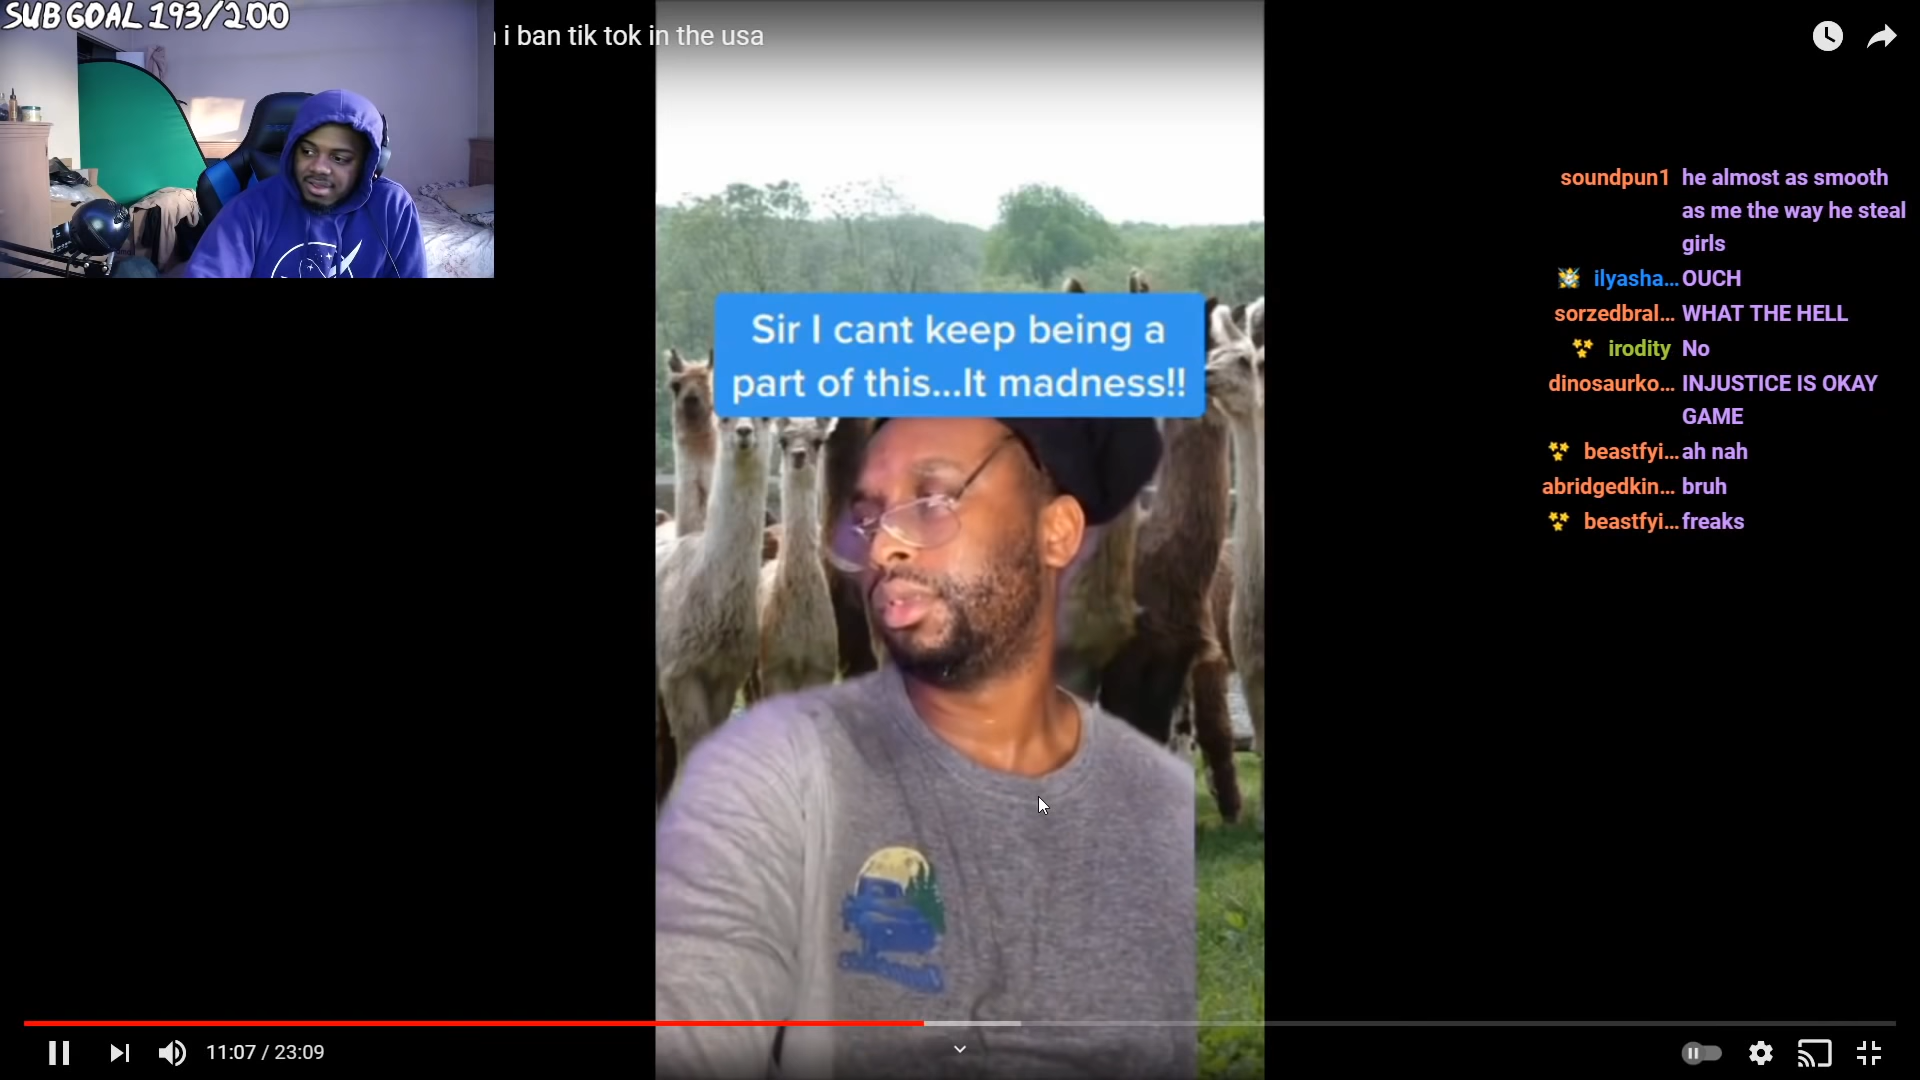 SUB GOAL 193/200
i ban tik tok in the usa
Sir I cant keep being a
part of this...It madness!!
soundpun1 he almost as smooth
as me the way he steal
girls
ilyasha... OUCH
sorzedbral... WHAT THE HELL
irodity No
dinosaurko... INJUSTICE IS OKAY
GAME
beastfyi... ah nah
abridgedkin... bruh
beastfyi... freaks
11:07 / 23:09